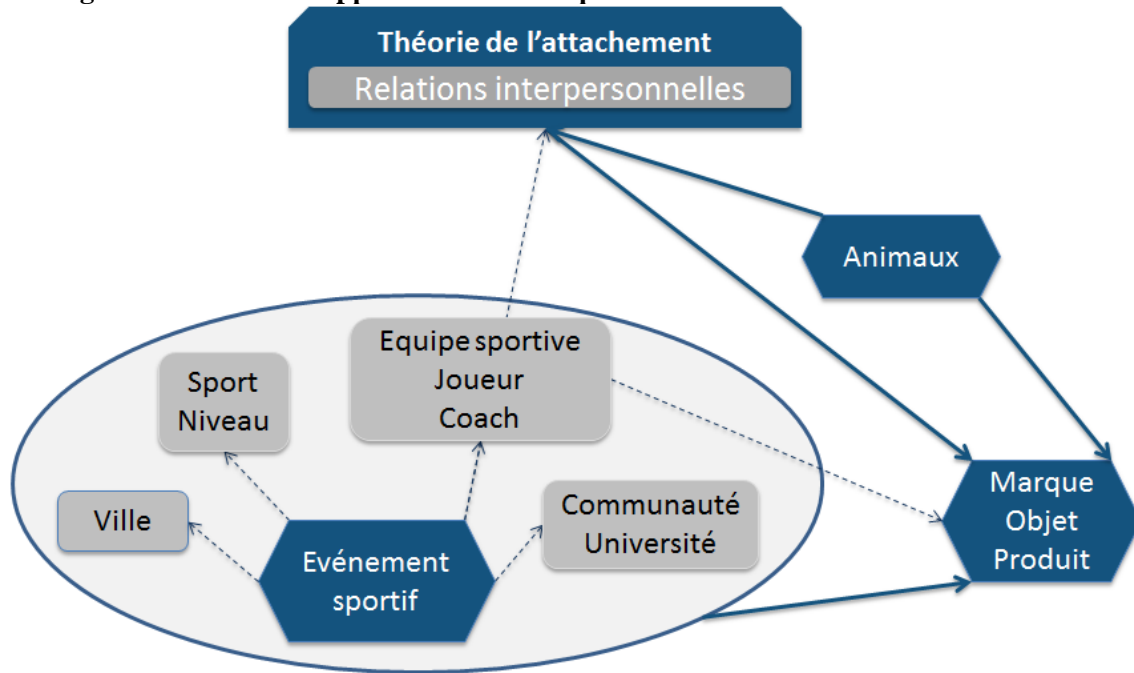 Théorie de l'attachement
Relations interpersonnelles
Animaux
Equipe sportive
Joueur
Coach
Sport
Niveau
Ville
Communauté
Université
Evénement
sportif
Marque
Objet
Produit